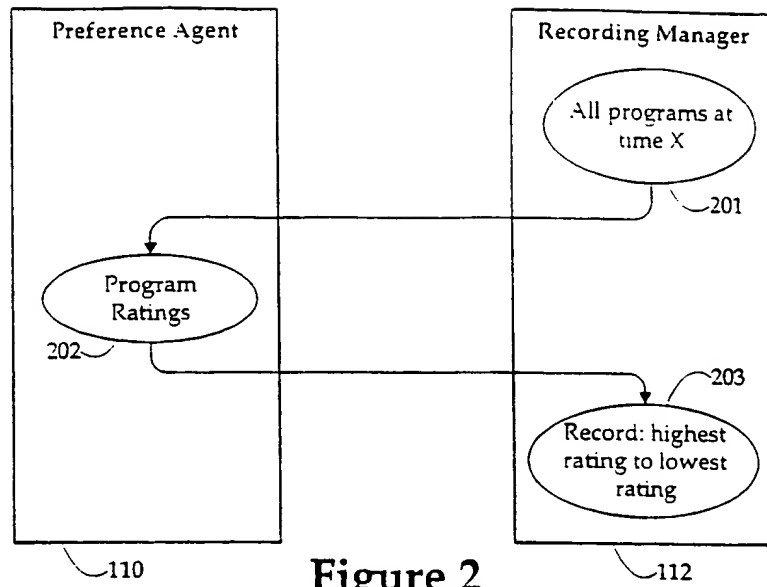 Preference Agent
Recording Manager
All programs at
time X
201
Program
Ratings
202
203
Record: highest
rating to lowest
rating
110
Figure 2
112